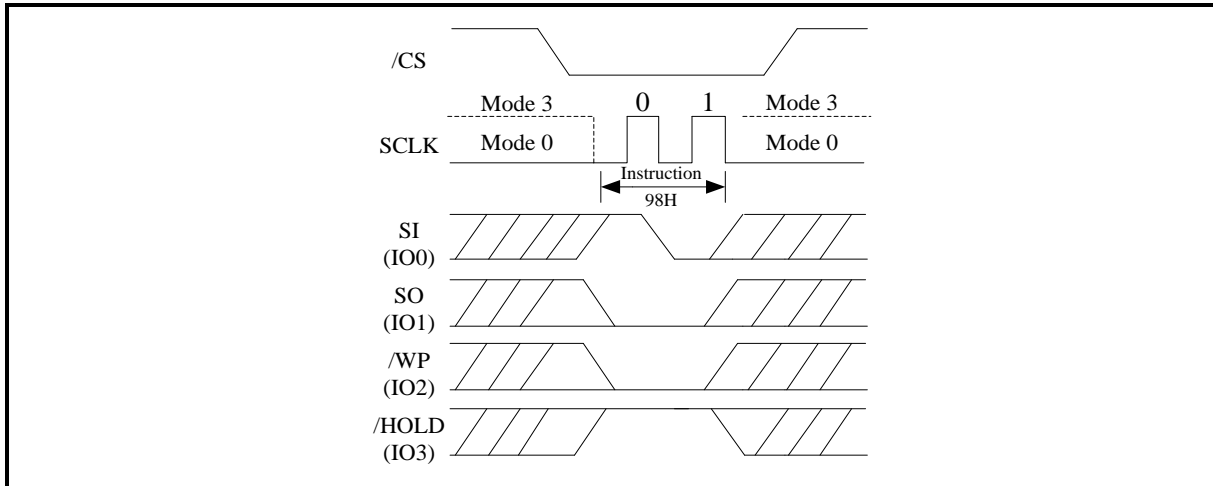 /CS
Mode 3 0 1 Mode 3
SCLK Mode 0 Mode 0
Instruction
98H
SI
(IO0)
SO
(IO1)
/WP
(IO2)
/HOLD
(IO3)